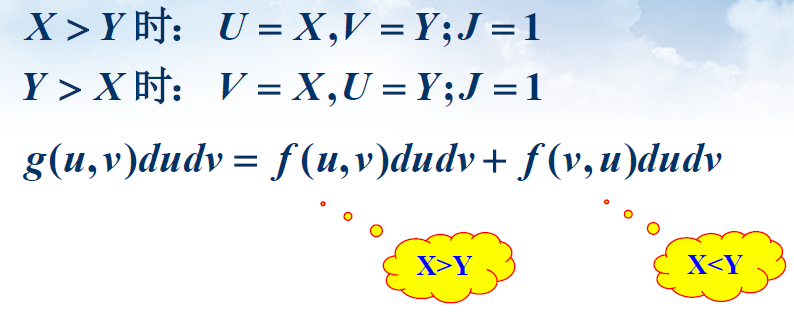 X > Y 时： U = X,V = Y;J = 1
Y > X 时： V = X,U = Y;J = 1
g(u,v)dudv = f(u,v)dudv + f(v,u)dudv
X>Y
X<Y